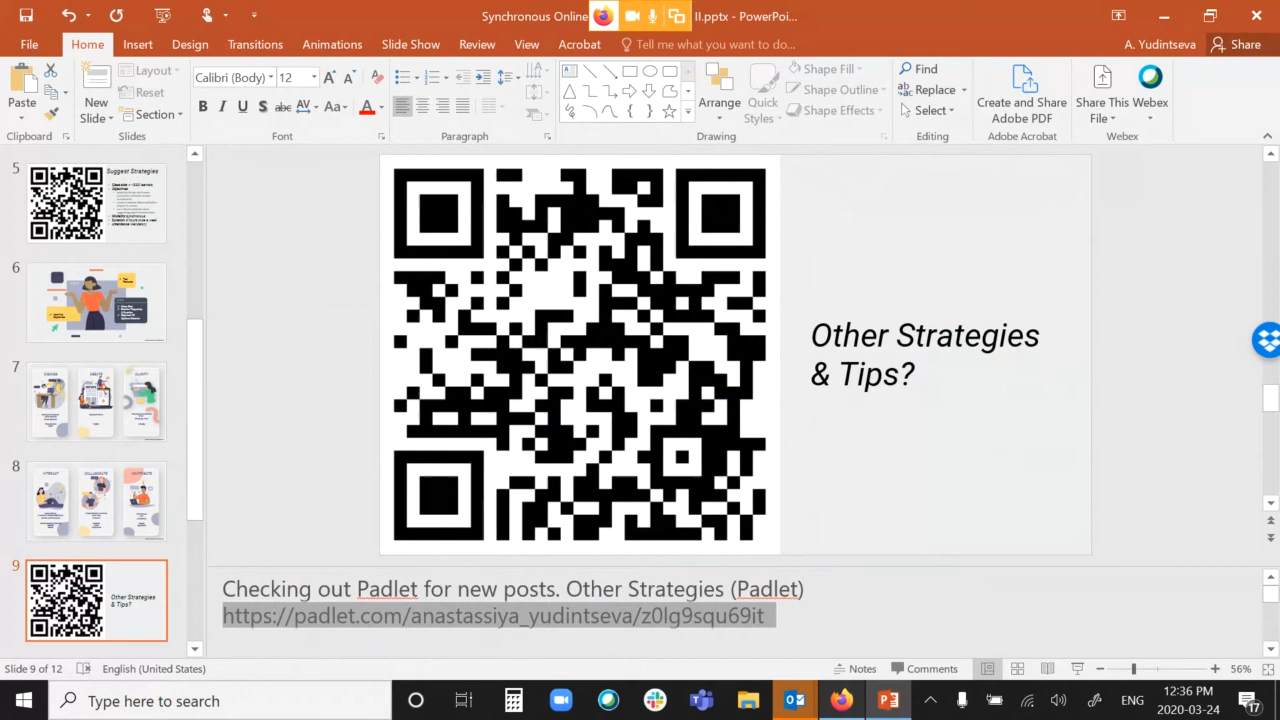 Synchronous Online
II.pptx - PowerPoi...
File
Home
Insert
Design
Transitions
Animations
Slide Show
Review
View
Acrobat
Tell me what you want to do...
A. Yudintseva
Share
Paste
New
Slide
Layout
Reset
Section
Calibri (Body)
12
B I U S abc AV Aa A
Shape Fill
Shape Outline
Shape Effects
Arrange
Quick
Styles
Find
Replace
Select
Create and Share
Adobe PDF
Share This
File
Webex
Clipboard
Slides
Font
Paragraph
Drawing
Editing
Adobe Acrobat
Webex
5
Suggest Strategies
6
7
8
9
Other Strategies
& Tips?
Other Strategies
& Tips?
Checking out Padlet for new posts. Other Strategies (Padlet)
https://padlet.com/anastassiya_yudintseva/z0lg9squ69it
Slide 9 of 12
English (United States)
Notes
Comments
56%
Type here to search
ENG
12:36 PM
2020-03-24
17